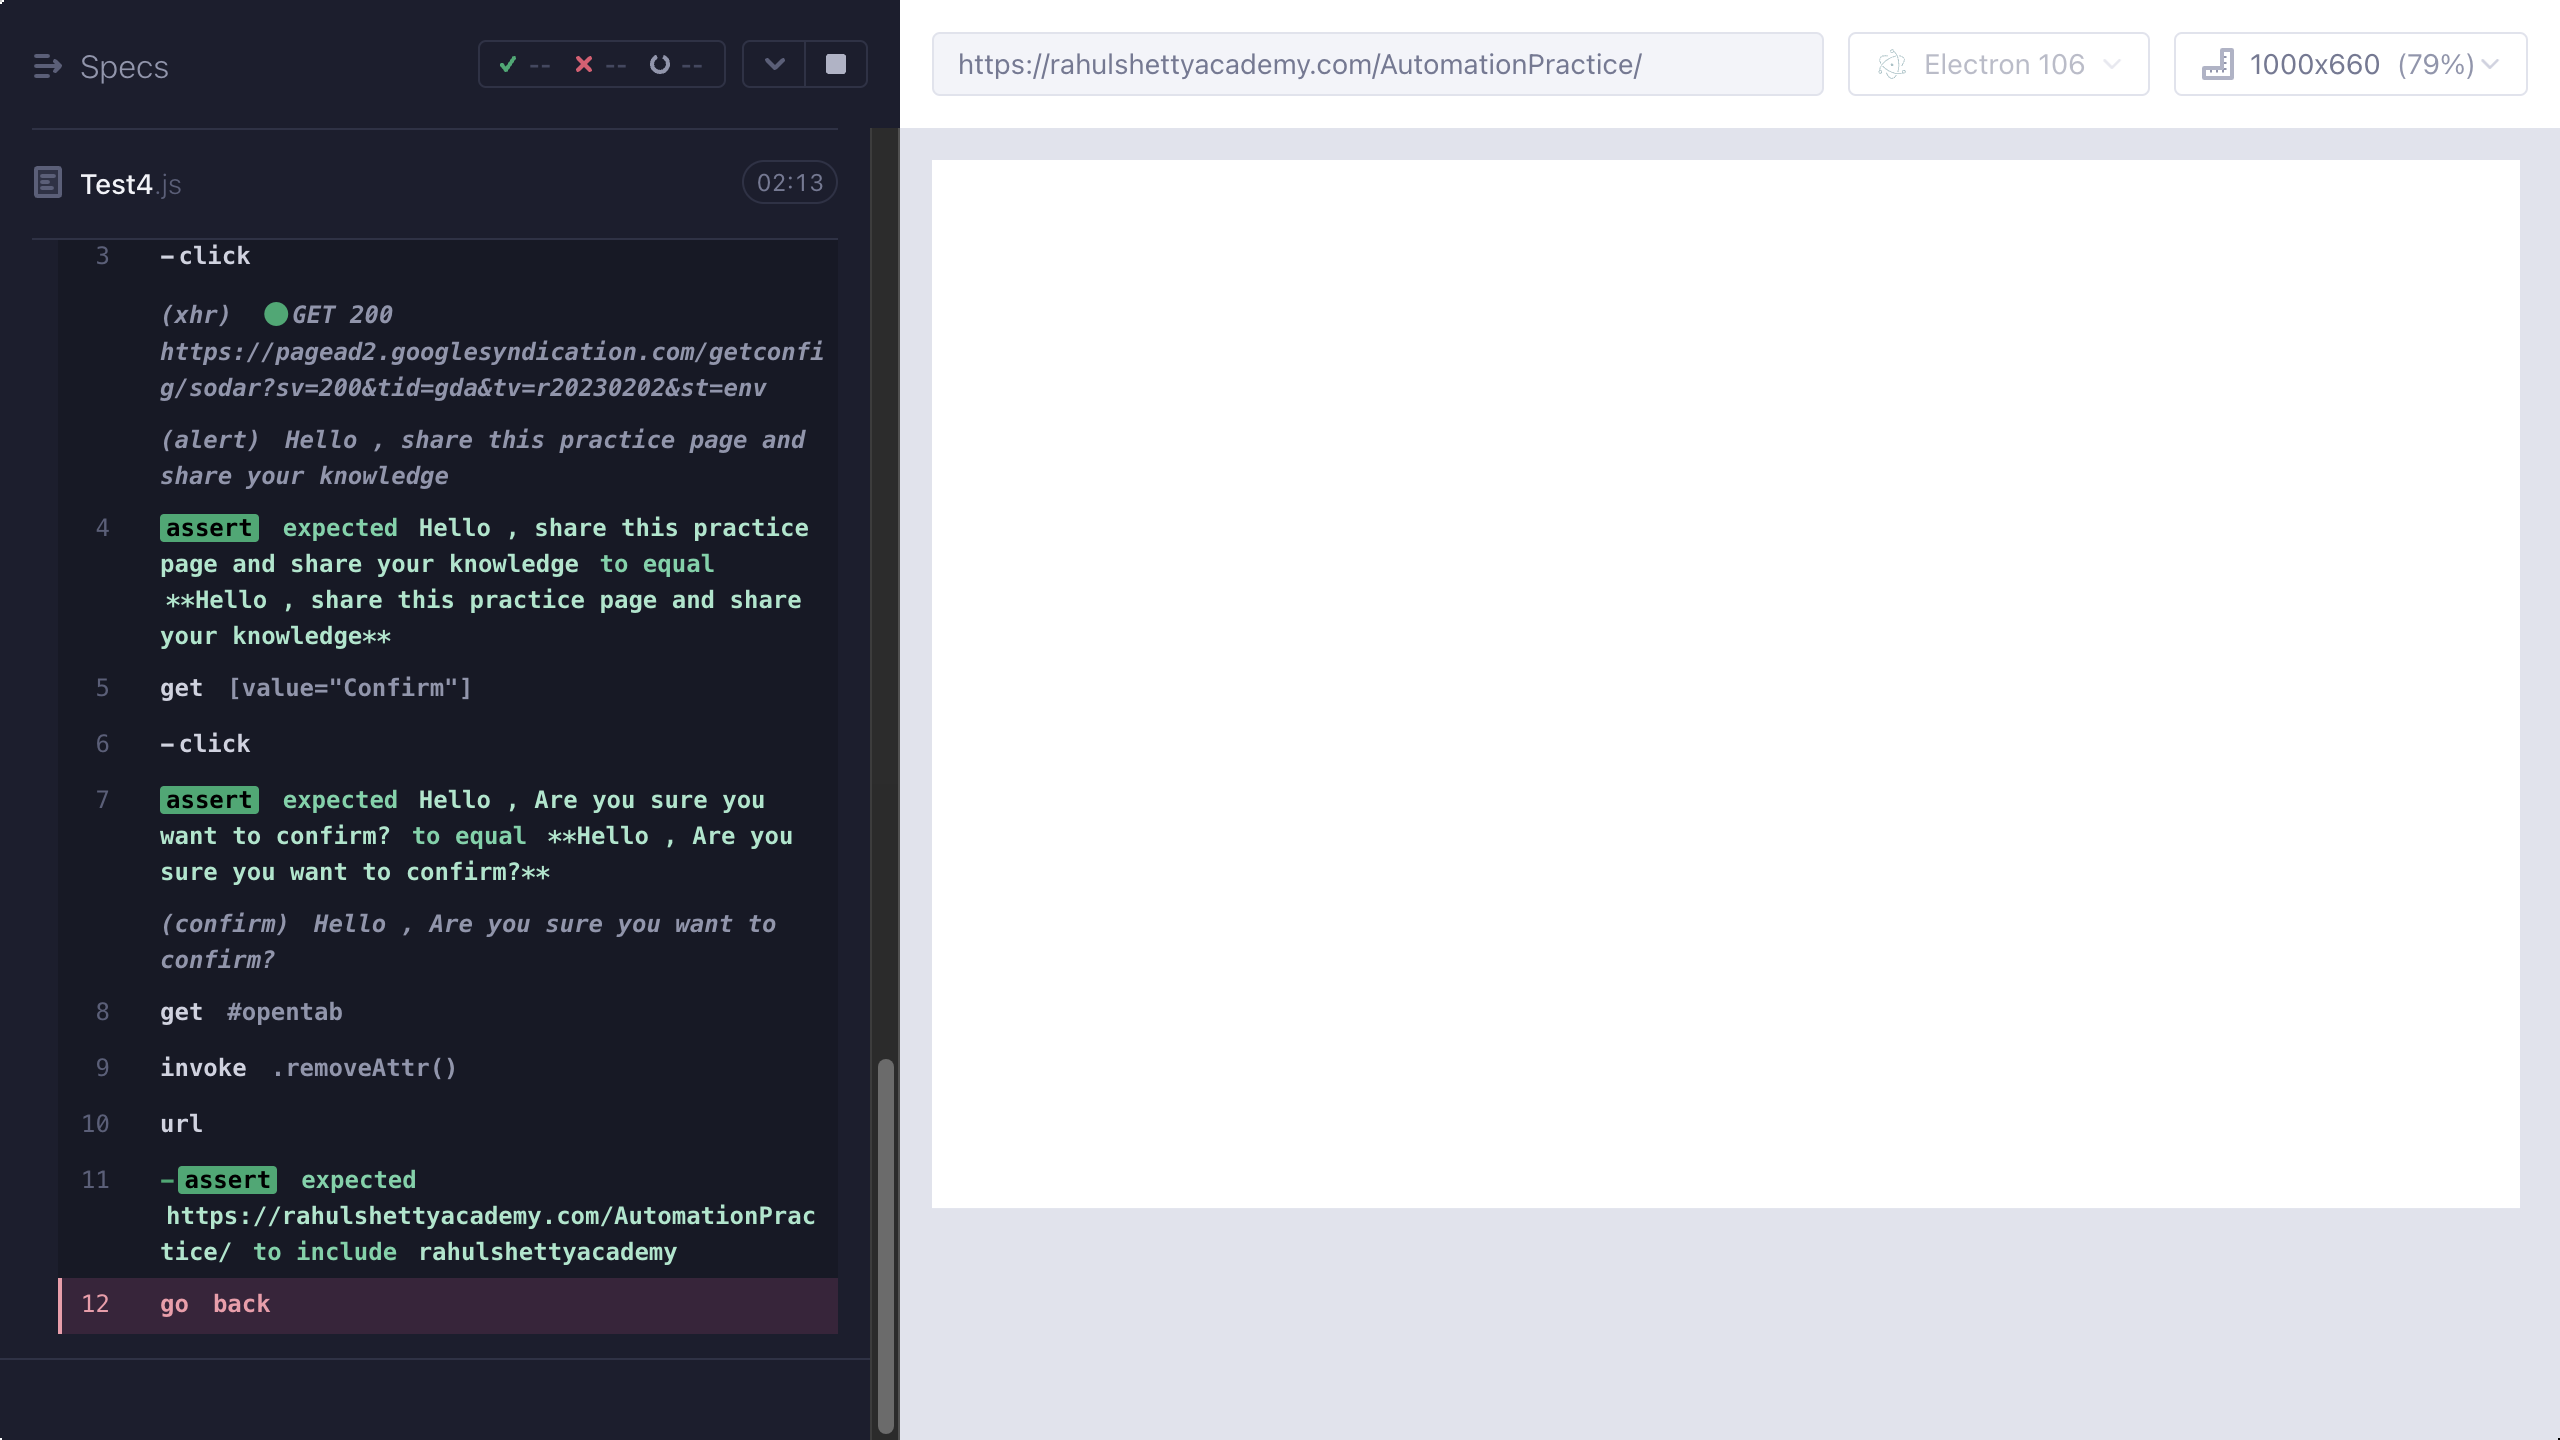 Specs
-- -- --
https://rahulshettyacademy.com/AutomationPractice/
Electron 106
1000x660 (79%)
Test4.js
02:13
3 -click
(xhr) GET 200
https://pagead2.googlesyndication.com/getconfi
g/sodar?sv=200&tid=gda&tv=r20230202&st=env
(alert) Hello , share this practice page and
share your knowledge
4 assert expected Hello , share this practice
page and share your knowledge to equal
**Hello , share this practice page and share
your knowledge**
5 get [value="Confirm"]
6 -click
7 assert expected Hello , Are you sure you
want to confirm? to equal **Hello , Are you
sure you want to confirm?**
(confirm) Hello , Are you sure you want to
confirm?
8 get #opentab
9 invoke .removeAttr()
10 url
11 -assert expected
https://rahulshettyacademy.com/AutomationPrac
tice/ to include rahulshettyacademy
12 go back